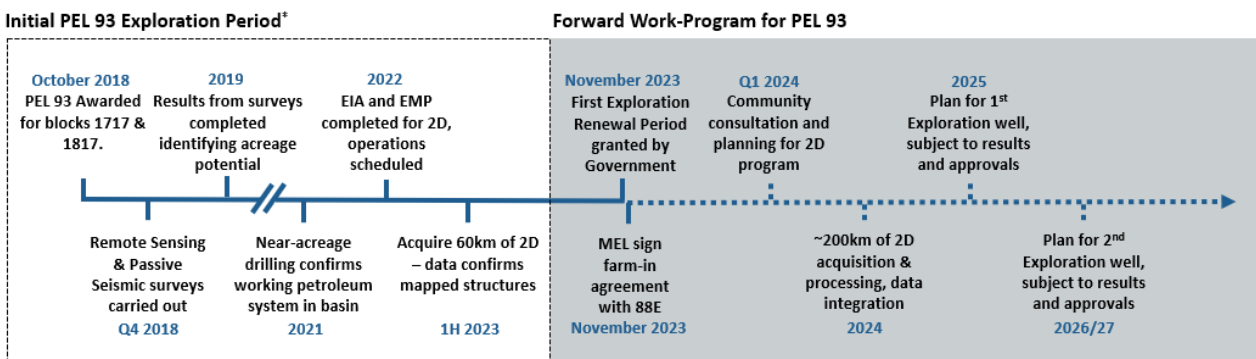 Initial PEL 93 Exploration Period*
Forward Work-Program for PEL 93
October 2018
PEL 93 Awarded
for blocks 1717 &
1817.
2019
Results from surveys
completed
identifying acreage
potential
2022
EIA and EMP
completed for 2D,
operations
scheduled
November 2023
First Exploration
Renewal Period
granted by
Government
Q1 2024
Community
consultation and
planning for 2D
program
2025
Plan for 1st
Exploration well,
subject to results
and approvals
Remote Sensing
& Passive
Seismic surveys
carried out
Q4 2018
Near-acreage
drilling confirms
working petroleum
system in basin
2021
Acquire 60km of 2D
– data confirms
mapped structures
1H 2023
MEL sign
farm-in
agreement
with 88E
November 2023
~200km of 2D
acquisition &
processing, data
integration
2024
Plan for 2nd
Exploration well,
subject to results
and approvals
2026/27